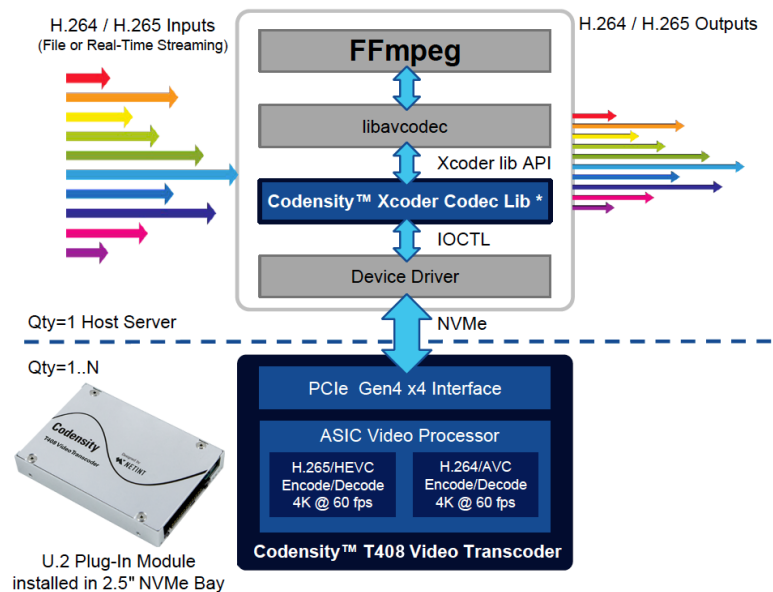 H.264 / H.265 Inputs
(File or Real-Time Streaming)
H.264 / H.265 Outputs
FFmpeg
libavcodec
Xcoder lib API
Codensity™ Xcoder Codec Lib *
IOCTL
Device Driver
Qty=1 Host Server
NVMe
Qty=1..N
PCIe Gen4 x4 Interface
ASIC Video Processor
H.265/HEVC
Encode/Decode
4K @ 60 fps
H.264/AVC
Encode/Decode
4K @ 60 fps
Codensity™ T408 Video Transcoder
Codensity
T408 Video Transcoder
Designed by
NETINT
U.2 Plug-In Module
installed in 2.5" NVMe Bay